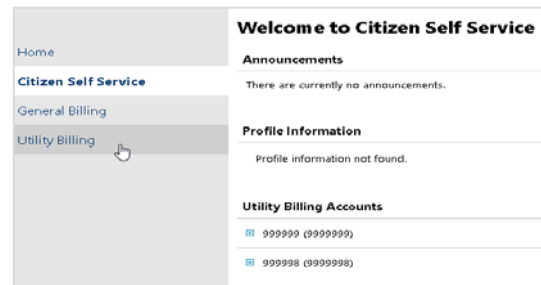 Welcome to Citizen Self Service
Home
Announcements
Citizen Self Service
There are currently no announcements.
General Billing
Profile Information
Utility Billing
Profile information not found.
Utility Billing Accounts
999999 (9999999)
999998 (9999998)